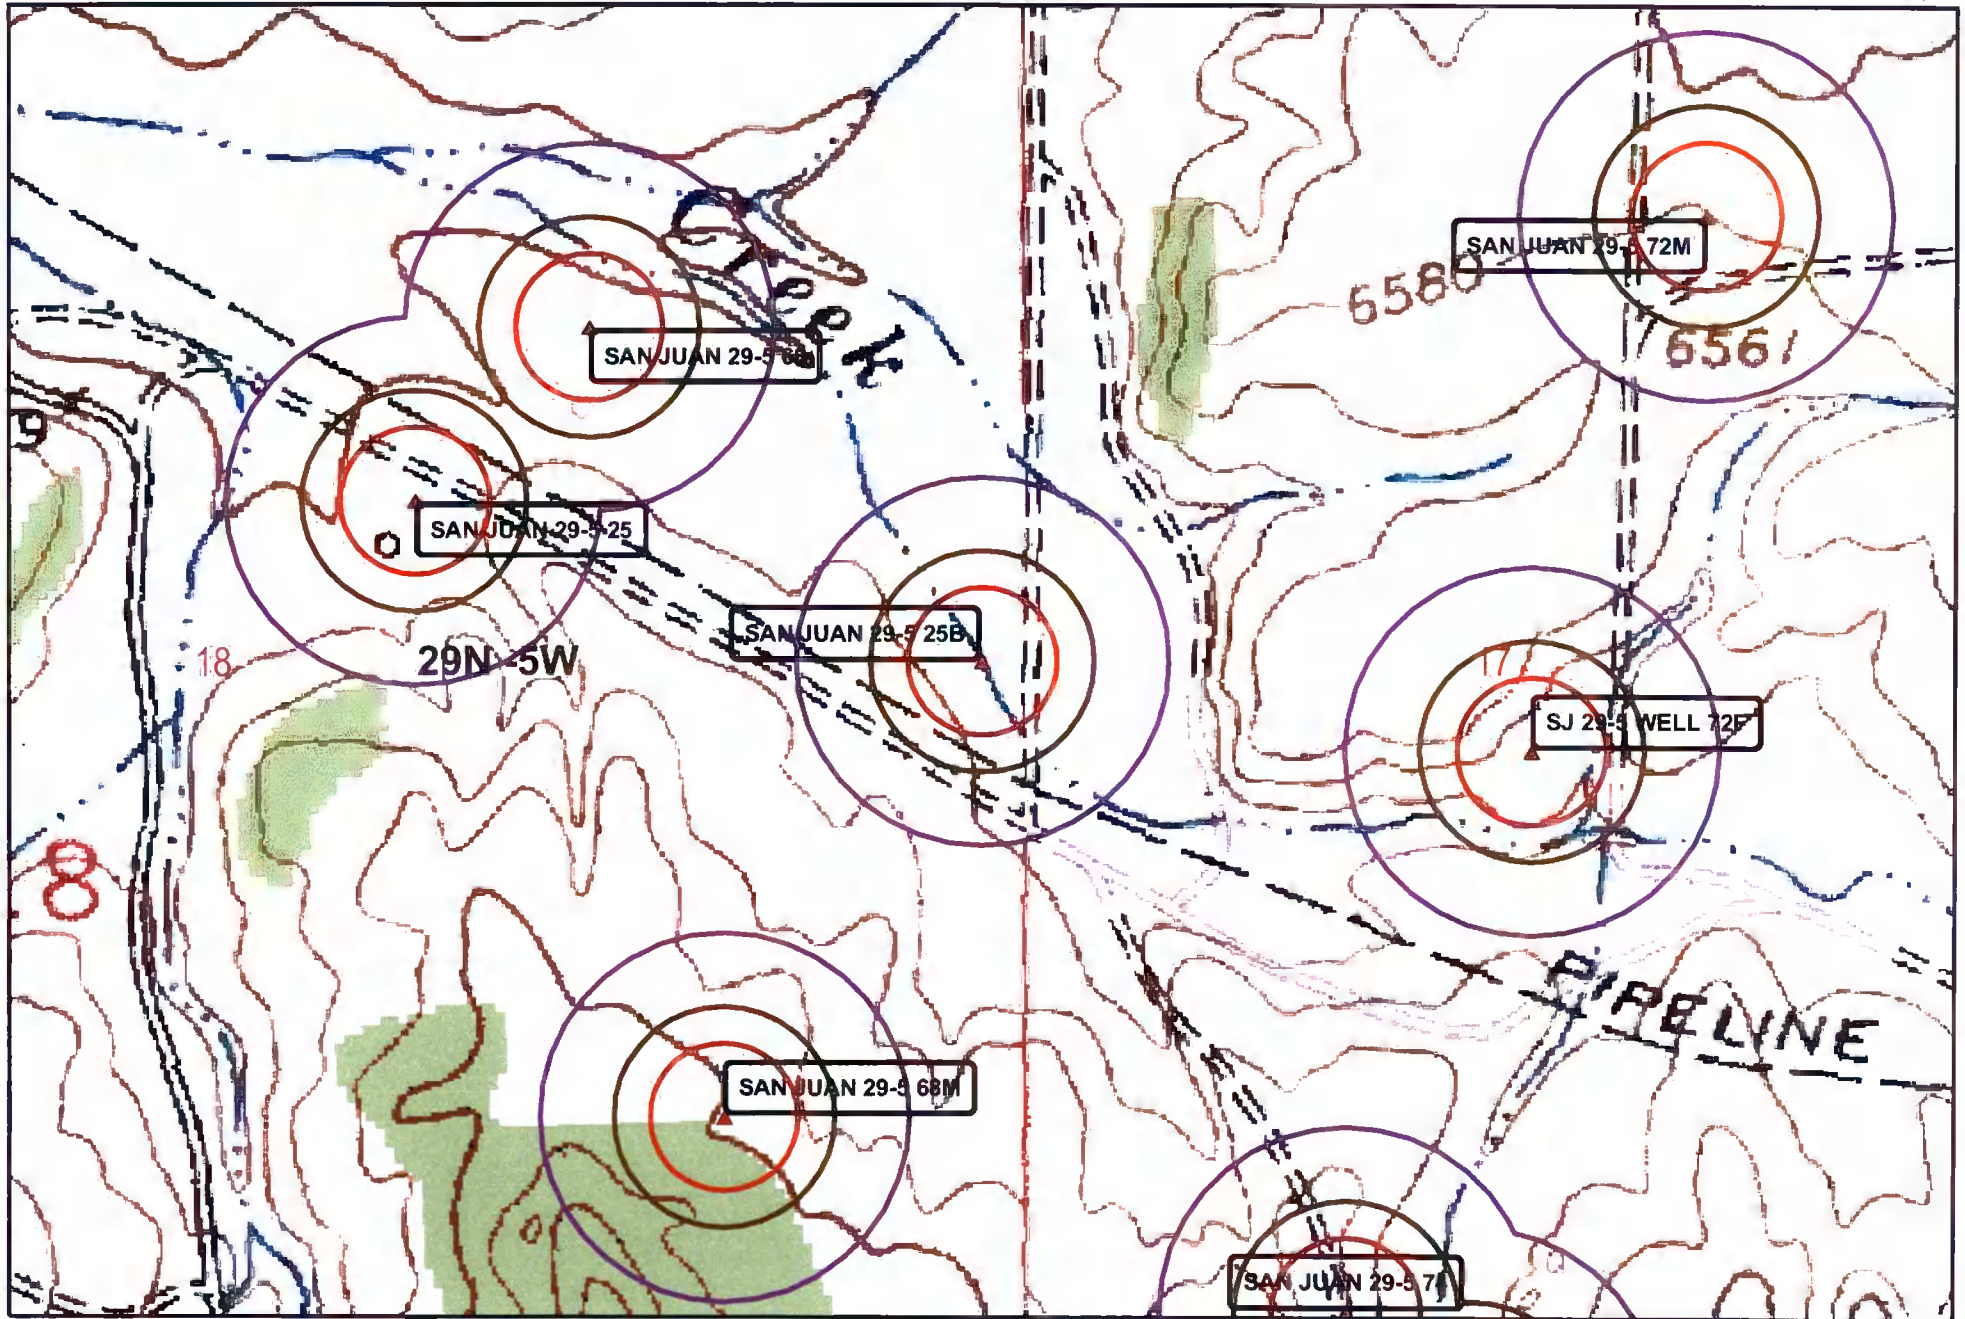 SAN JUAN 29-5 72M
6580
6561
SAN JUAN 29-5
SAN JUAN 29-5 25
SAN JUAN 29-5 25B
18
29N 5W
17
SJ 29-5 WELL 72F
8
PIPELINE
SAN JUAN 29-5 68M
SAN JUAN 29-5